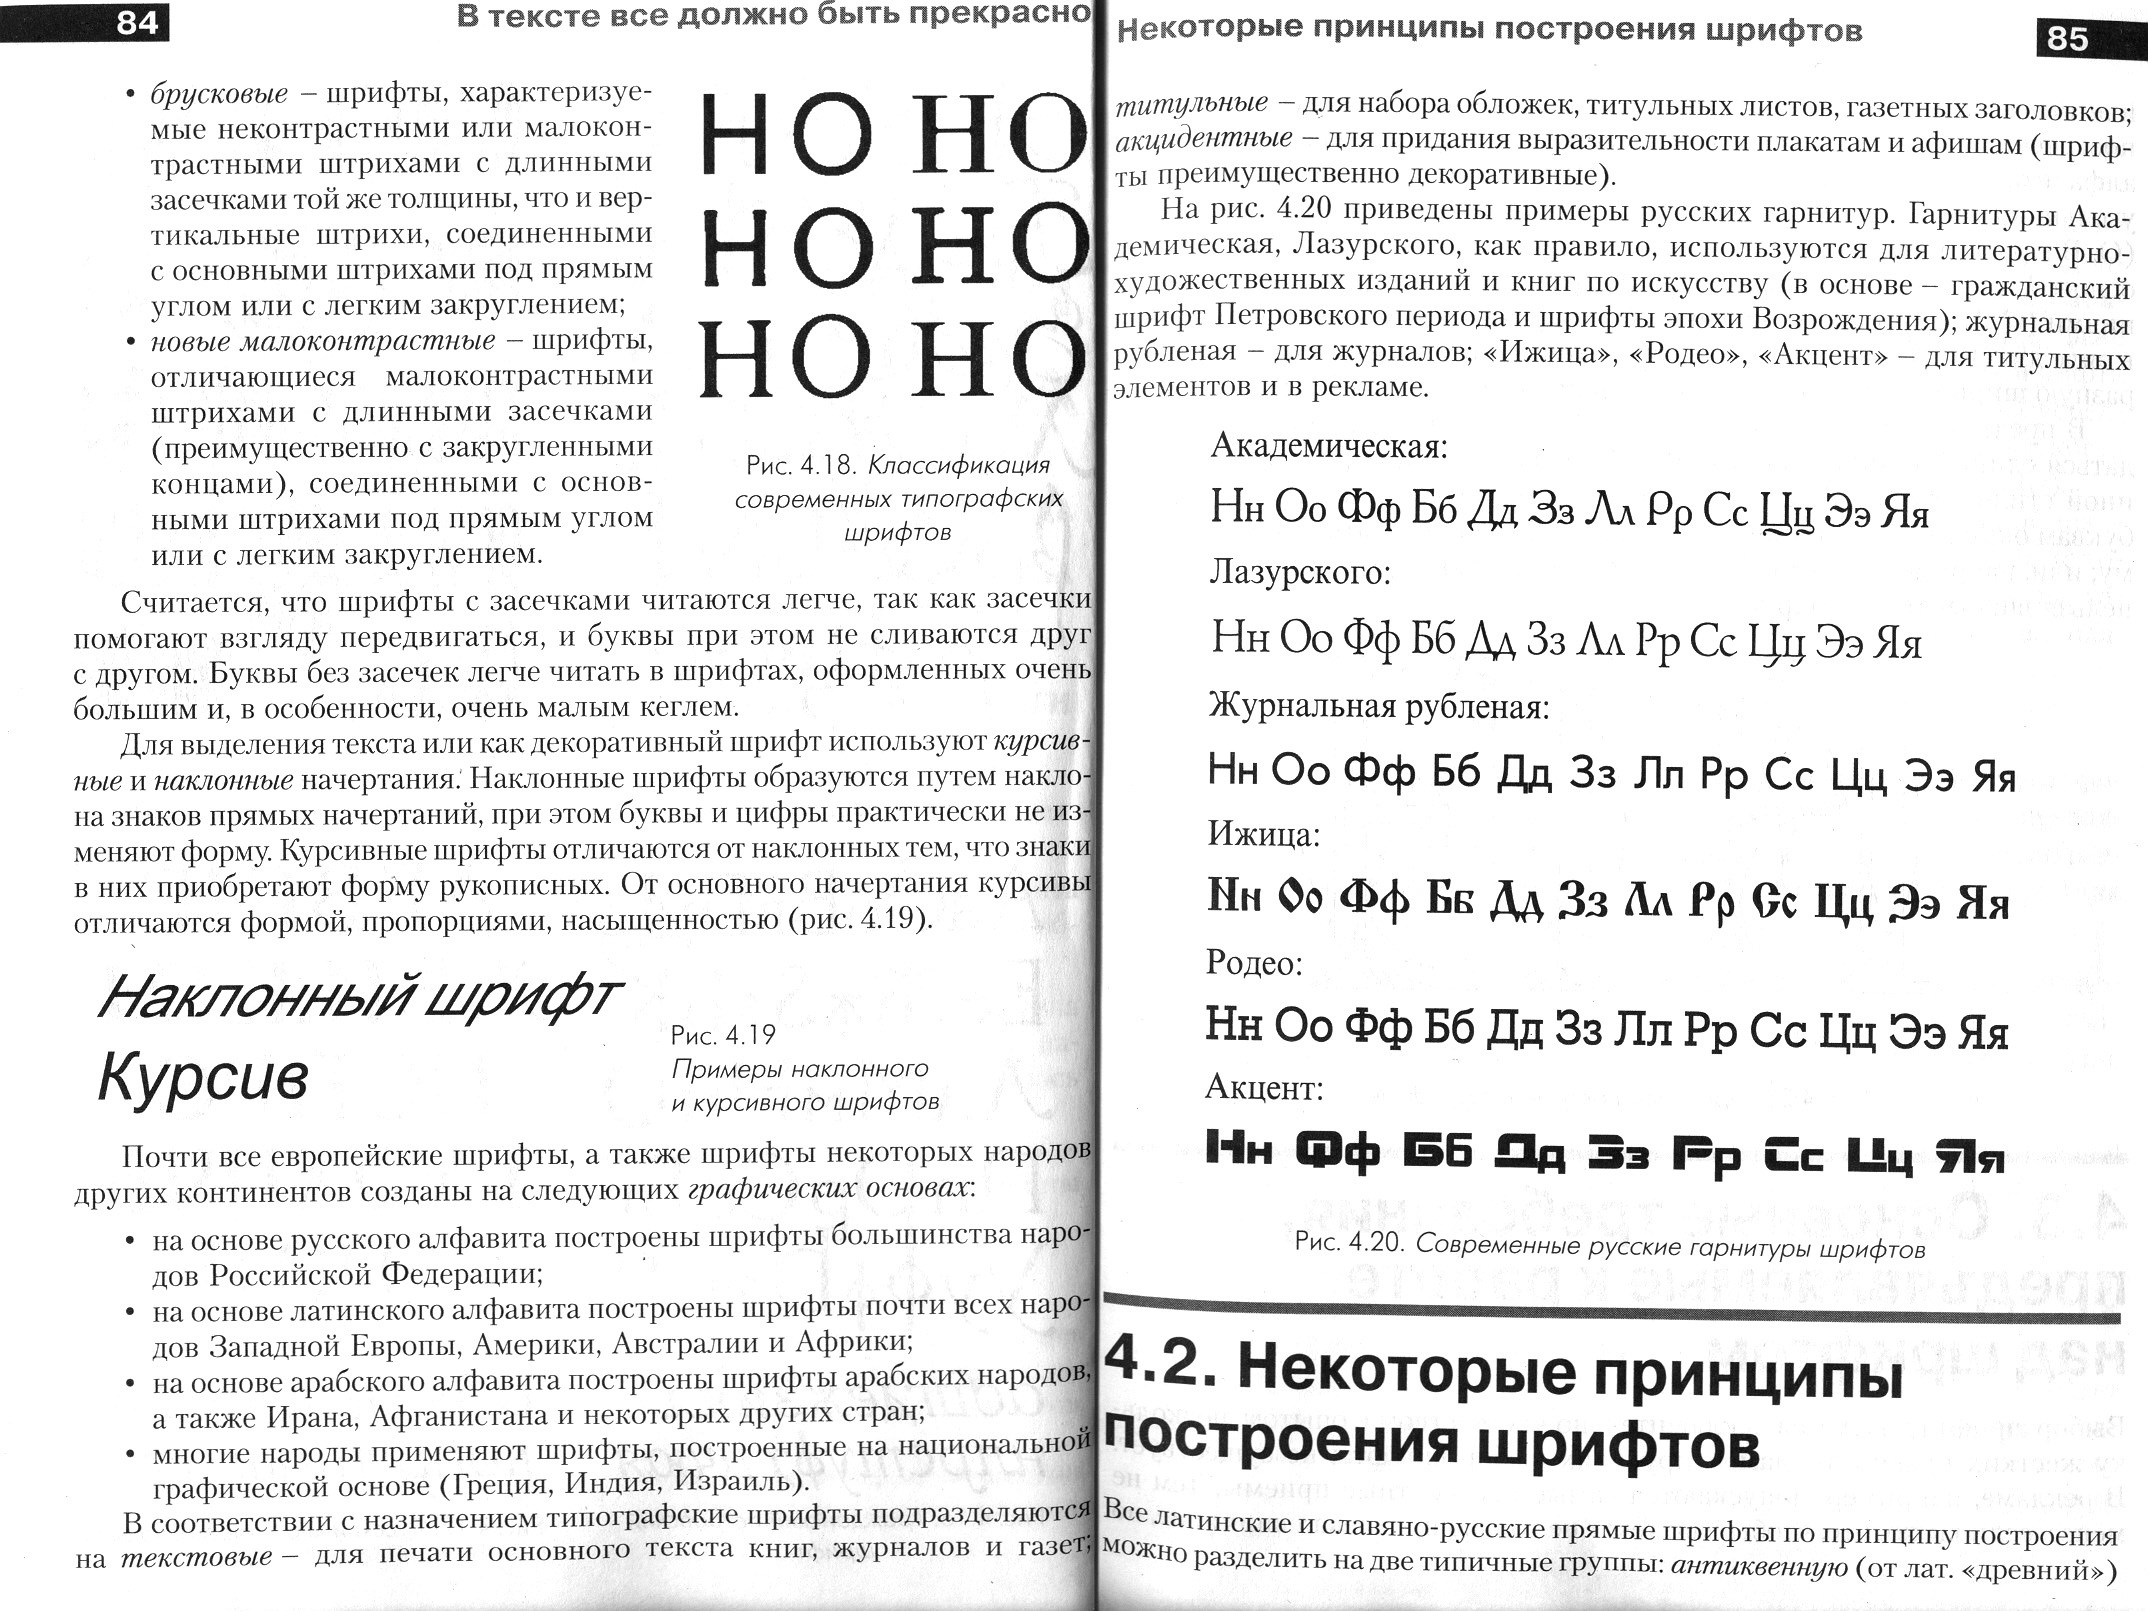 84
В тексте все должно быть прекрасно
• брусковые – шрифты, характеризуе-
мые неконтрастными или малокон-
трастными штрихами с длинными
засечками той же толщины, что и вер-
тикальные штрихи, соединенными
с основными штрихами под прямым
углом или с легким закруглением;
• новые малоконтрастные – шрифты,
отличающиеся малоконтрастными
штрихами с длинными засечками
(преимущественно с закругленными
концами), соединенными с основ-
ными штрихами под прямым углом
или с легким закруглением.
НО НО
НО НО
НО НО
Рис. 4.18. Классификация
современных типографских
шрифтов
Считается, что шрифты с засечками читаются легче, так как засечки
помогают взгляду передвигаться, и буквы при этом не сливаются друг
с другом. Буквы без засечек легче читать в шрифтах, оформленных очень
большим и, в особенности, очень малым кеглем.
Для выделения текста или как декоративный шрифт используют курсив-
ные и наклонные начертания. Наклонные шрифты образуются путем накло-
на знаков прямых начертаний, при этом буквы и цифры практически не из-
меняют форму. Курсивные шрифты отличаются от наклонных тем, что знаки
в них приобретают форму рукописных. От основного начертания курсивы
отличаются формой, пропорциями, насыщенностью (рис. 4.19).
Наклонный шрифт
Курсив
Рис. 4.19
Примеры наклонного
и курсивного шрифтов
Почти все европейские шрифты, а также шрифты некоторых народов
других континентов созданы на следующих графических основах:
• на основе русского алфавита построены шрифты большинства наро-
дов Российской Федерации;
• на основе латинского алфавита построены шрифты почти всех наро-
дов Западной Европы, Америки, Австралии и Африки;
• на основе арабского алфавита построены шрифты арабских народов,
а также Ирана, Афганистана и некоторых других стран;
• многие народы применяют шрифты, построенные на национальной
графической основе (Греция, Индия, Израиль).
В соответствии с назначением типографские шрифты подразделяются
на текстовые – для печати основного текста книг, журналов и газет;
Некоторые принципы построения шрифтов
85
титульные – для набора обложек, титульных листов, газетных заголовков;
акцидентные – для придания выразительности плакатам и афишам (шриф-
ты преимущественно декоративные).
На рис. 4.20 приведены примеры русских гарнитур. Гарнитуры Ака-
демическая, Лазурского, как правило, используются для литературно-
художественных изданий и книг по искусству (в основе – гражданский
шрифт Петровского периода и шрифты эпохи Возрождения); журнальная
рубленая – для журналов; «Ижица», «Родео», «Акцент» – для титульных
элементов и в рекламе.
Академическая:
Нн Оо Фф Бб Дд Зз Лл Рр Сс Цц Ээ Яя
Лазурского:
Нн Оо Фф Бб Дд Зз Лл Рр Сс Цц Ээ Яя
Журнальная рубленая:
Нн Оо Фф Бб Дд Зз Лл Рр Сс Цц Ээ Яя
Ижица:
Нн Оо Фф Бб Дд Зз Лл Рр Сс Цц Ээ Яя
Родео:
Нн Оо Фф Бб Дд Зз Лл Рр Сс Цц Ээ Яя
Акцент:
Нн Фф Бб Дд Зз Рр Сс Цц Яя
Рис. 4.20. Современные русские гарнитуры шрифтов
4.2. Некоторые принципы
построения шрифтов
Все латинские и славяно-русские прямые шрифты по принципу построения
можно разделить на две типичные группы: антиквенную (от лат. «древний»)